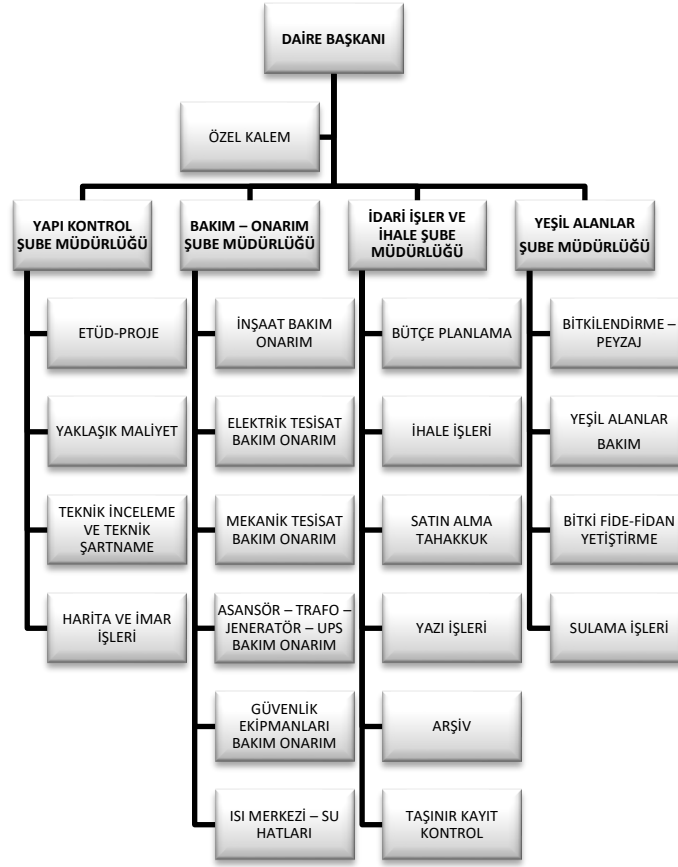 DAİRE BAŞKANI
ÖZEL KALEM
YAPI KONTROL
ŞUBE MÜDÜRLÜĞÜ
ETÜD-PROJE
YAKLAŞIK MALİYET
TEKNİK İNCELEME
VE TEKNİK
ŞARTNAME
HARİTA VE İMAR
İŞLERİ
BAKIM – ONARIM
ŞUBE MÜDÜRLÜĞÜ
İNŞAAT BAKIM
ONARIM
ELEKTRİK TESİSAT
BAKIM ONARIM
MEKANİK TESİSAT
BAKIM ONARIM
ASANSÖR – TRAFO –
JENERATÖR – UPS
BAKIM ONARIM
GÜVENLİK
EKİPMANLARI
BAKIM ONARIM
ISI MERKEZİ – SU
HATLARI
İDARİ İŞLER VE
İHALE ŞUBE
MÜDÜRLÜĞÜ
BÜTÇE PLANLAMA
İHALE İŞLERİ
SATIN ALMA
TAHAKKUK
YAZI İŞLERİ
ARŞİV
TAŞINIR KAYIT
KONTROL
YEŞİL ALANLAR
ŞUBE MÜDÜRLÜĞÜ
BİTKİLENDİRME –
PEYZAJ
YEŞİL ALANLAR
BAKIM
BİTKİ FİDE-FİDAN
YETİŞTİRME
SULAMA İŞLERİ